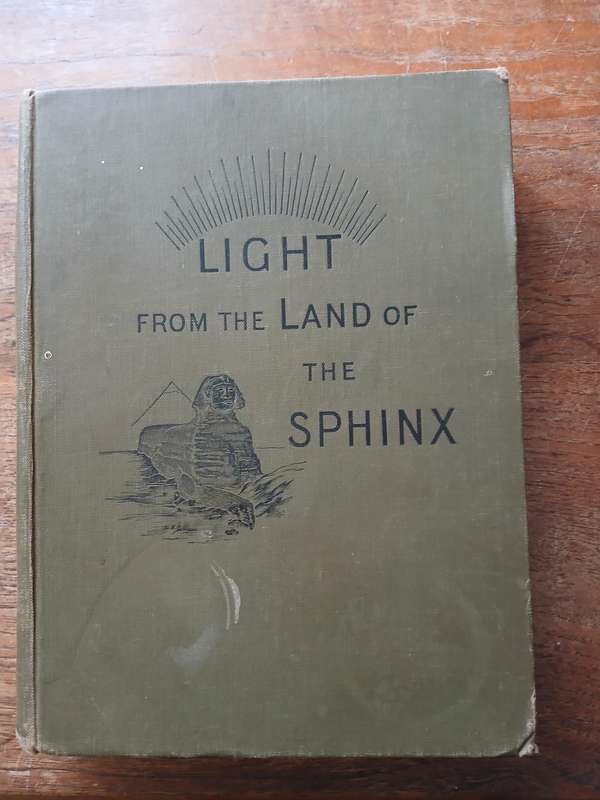 LIGHT
FROM THE LAND OF
THE
SPHINX